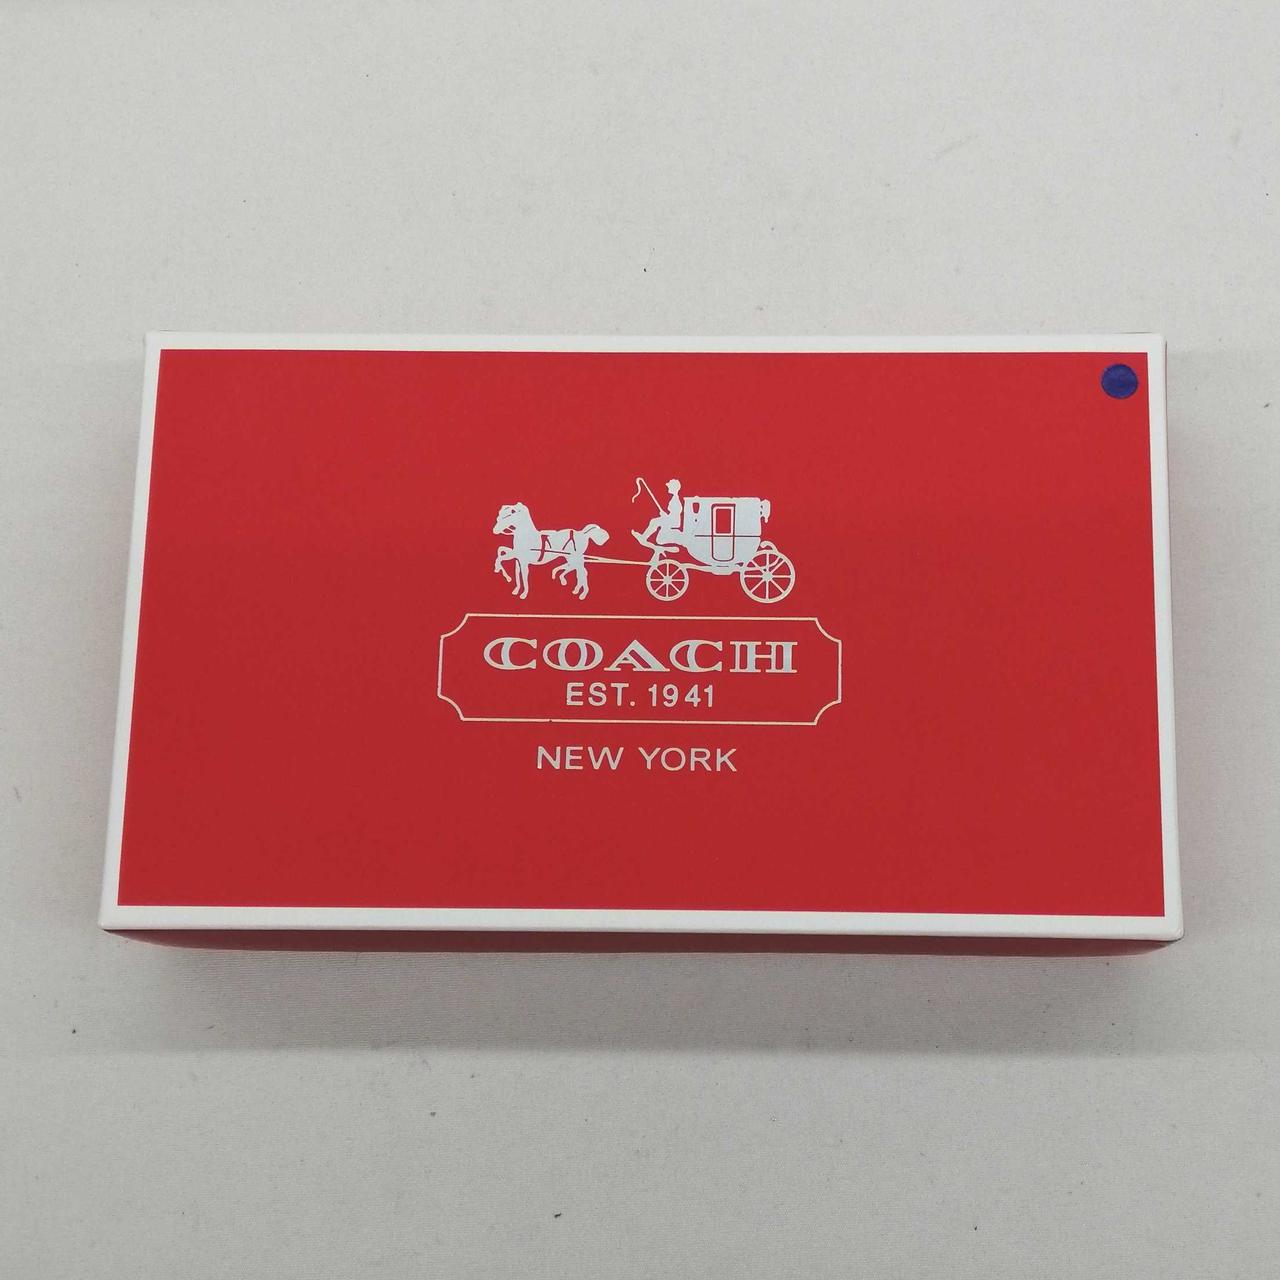 COACH
EST. 1941
NEW YORK